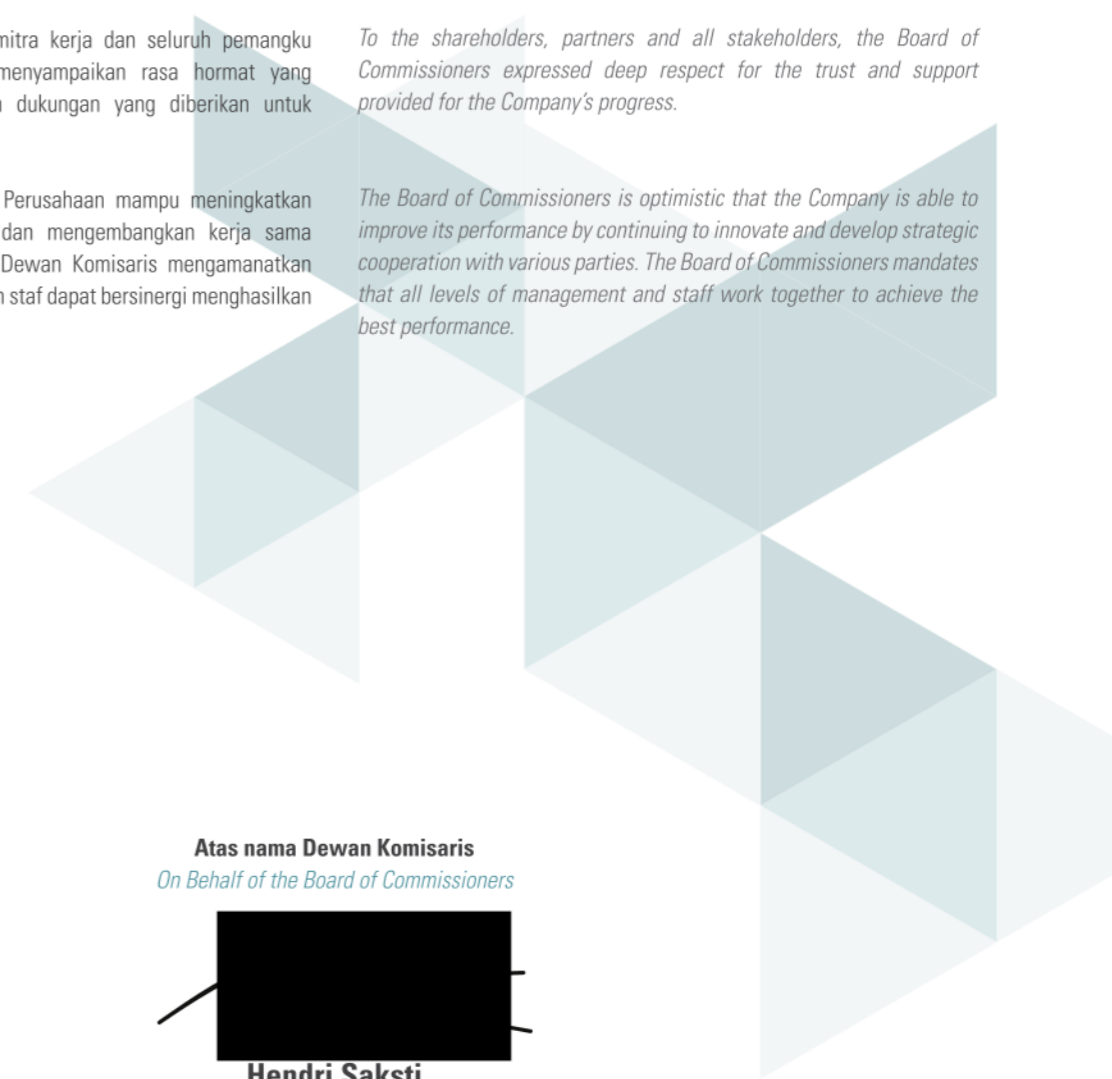 mitra kerja dan seluruh pemangku
menyampaikan rasa hormat yang
dukungan yang diberikan untuk
Perusahaan mampu meningkatkan
dan mengembangkan kerja sama
Dewan Komisaris mengamanatkan
staf dapat bersinergi menghasilkan
To the shareholders, partners and all stakeholders, the Board of
Commissioners expressed deep respect for the trust and support
provided for the Company's progress.
The Board of Commissioners is optimistic that the Company is able to
improve its performance by continuing to innovate and develop strategic
cooperation with various parties. The Board of Commissioners mandates
that all levels of management and staff work together to achieve the
best performance.
Atas nama Dewan Komisaris
On Behalf of the Board of Commissioners
Hendri Saksti